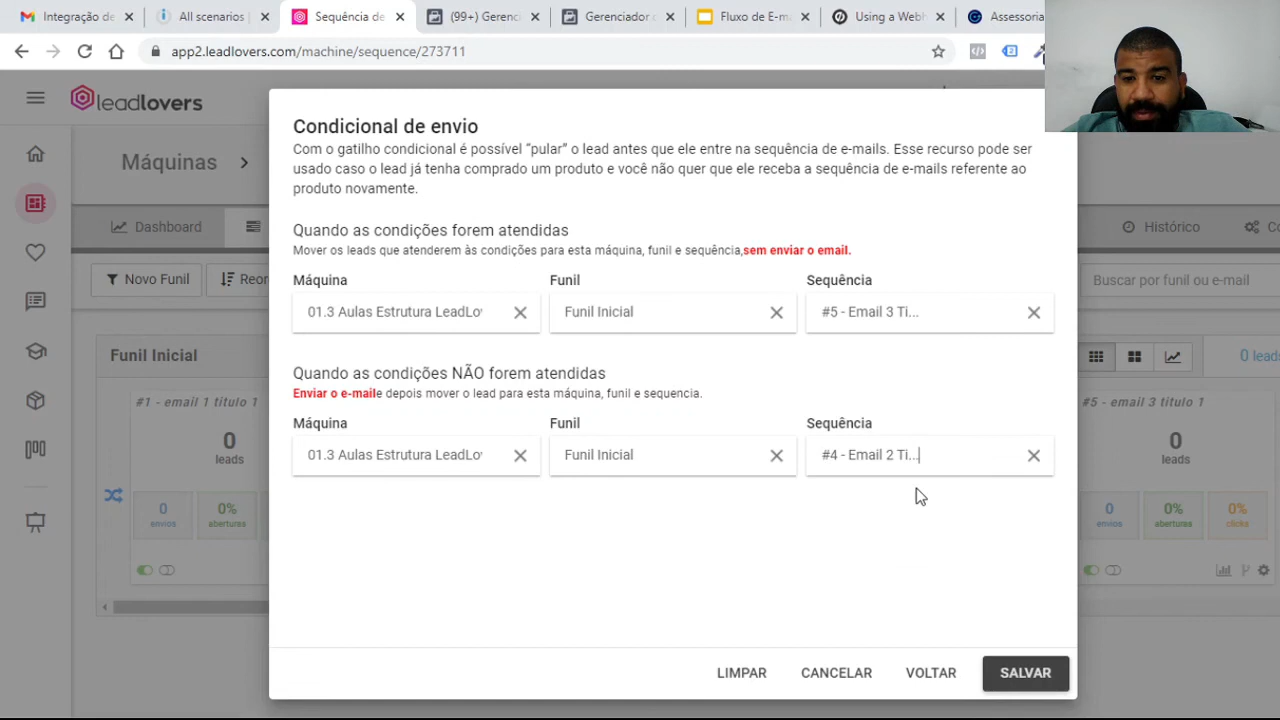 Integração de
All scenarios
Sequência de
(99+) Gerenci
Gerenciador
Fluxo de E-m
Using a Webh
Assessoria
app2.leadlovers.com/machine/sequence/273711
leadlovers
Máquinas
Dashboard
Histórico
Novo Funil
Reor
Buscar por funil ou e-mail
Condicional de envio
Com o gatilho condicional é possível “pular” o lead antes que ele entre na sequência de e-mails. Esse recurso pode ser
usado caso o lead já tenha comprado um produto e você não quer que ele receba a sequência de e-mails referente ao
produto novamente.
Quando as condições forem atendidas
Mover os leads que atenderem às condições para esta máquina, funil e sequência,sem enviar o email.
Máquina Funil Sequência
01.3 Aulas Estrutura LeadLo Funil Inicial #5 - Email 3 Ti...
Quando as condições NÃO forem atendidas
Enviar o e-maile depois mover o lead para esta máquina, funil e sequencia.
Máquina Funil Sequência
01.3 Aulas Estrutura LeadLo Funil Inicial #4 - Email 2 Ti...
LIMPAR CANCELAR VOLTAR SALVAR
Funil Inicial
0 leads
#1 - email 1 titulo 1
0
leads
0 0%
envios abertures
#5 - email 3 título 1
0
leads
0 0% 0%
envios abertures clicks